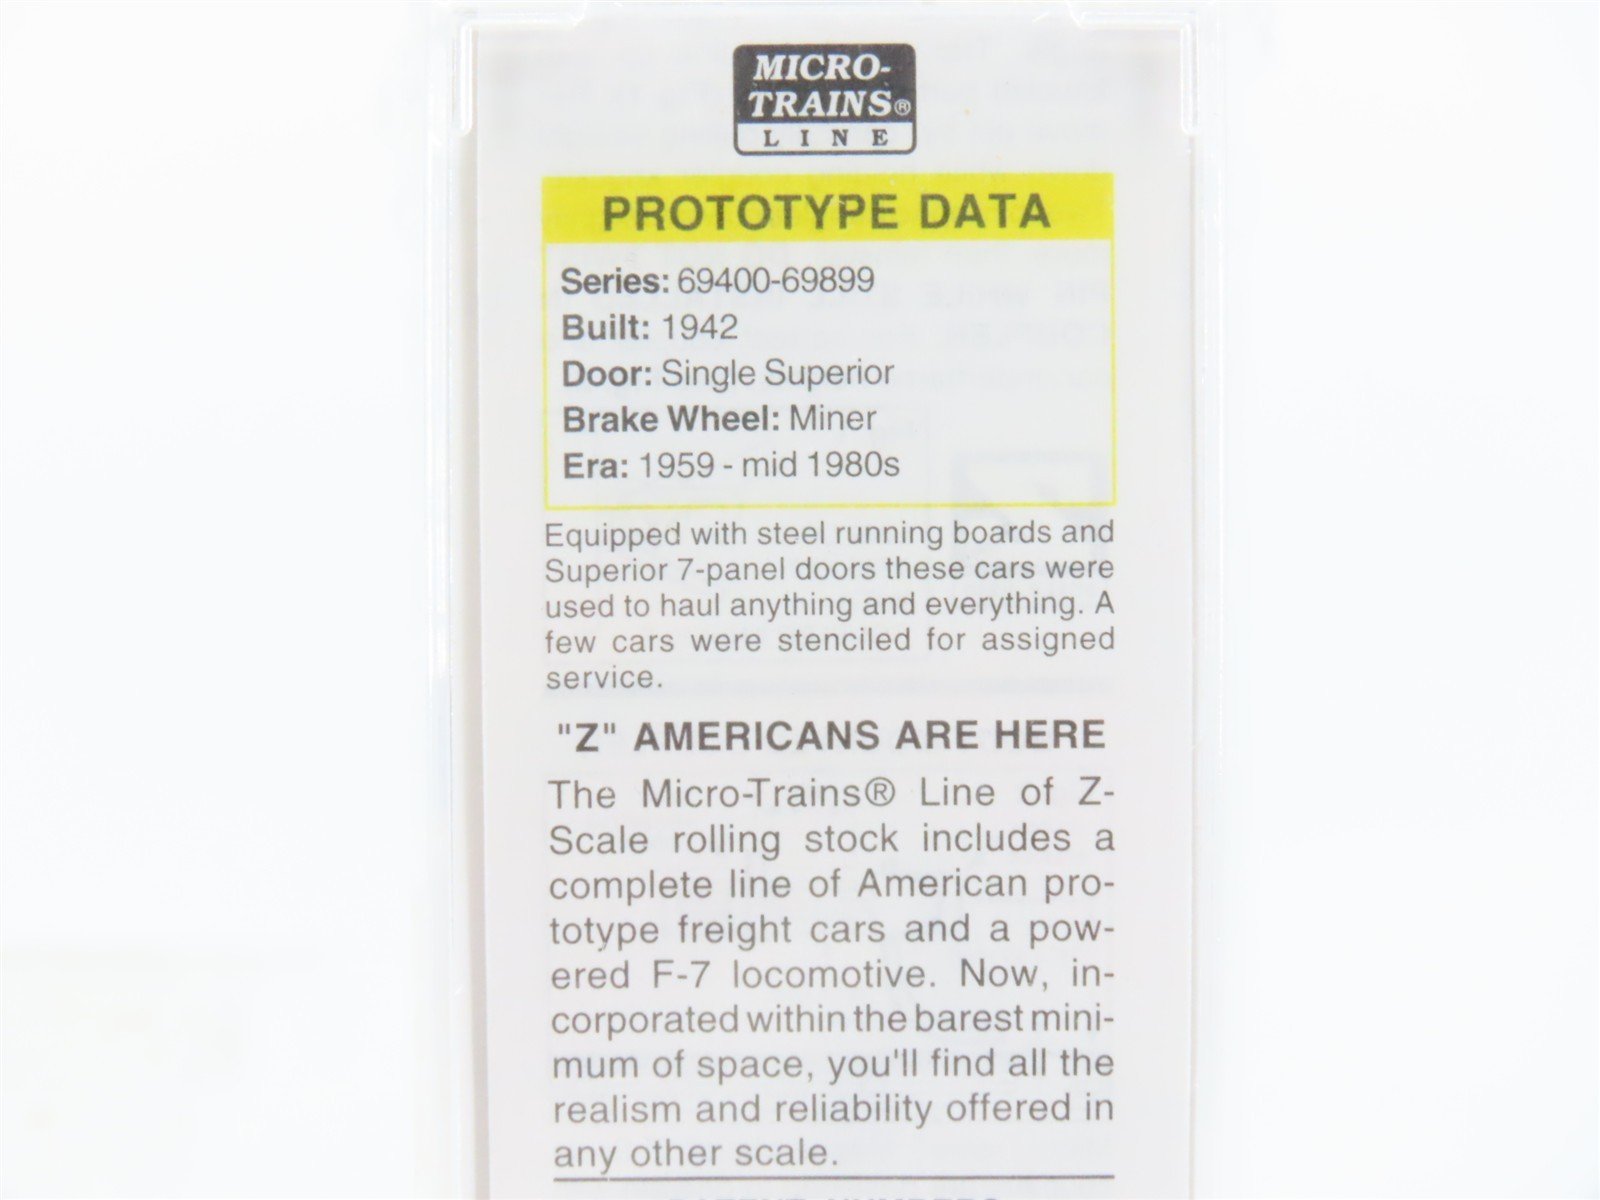 MICRO-
TRAINS®
LINE
PROTOTYPE DATA
Series: 69400-69899
Built: 1942
Door: Single Superior
Brake Wheel: Miner
Era: 1959 - mid 1980s
Equipped with steel running boards and
Superior 7-panel doors these cars were
used to haul anything and everything. A
few cars were stenciled for assigned
service.
"Z" AMERICANS ARE HERE
The Micro-Trains® Line of Z-
Scale rolling stock includes a
complete line of American pro-
totype freight cars and a pow-
ered F-7 locomotive. Now, in-
corporated within the barest mini-
mum of space, you'll find all the
realism and reliability offered in
any other scale.
PATENT NUMBERS